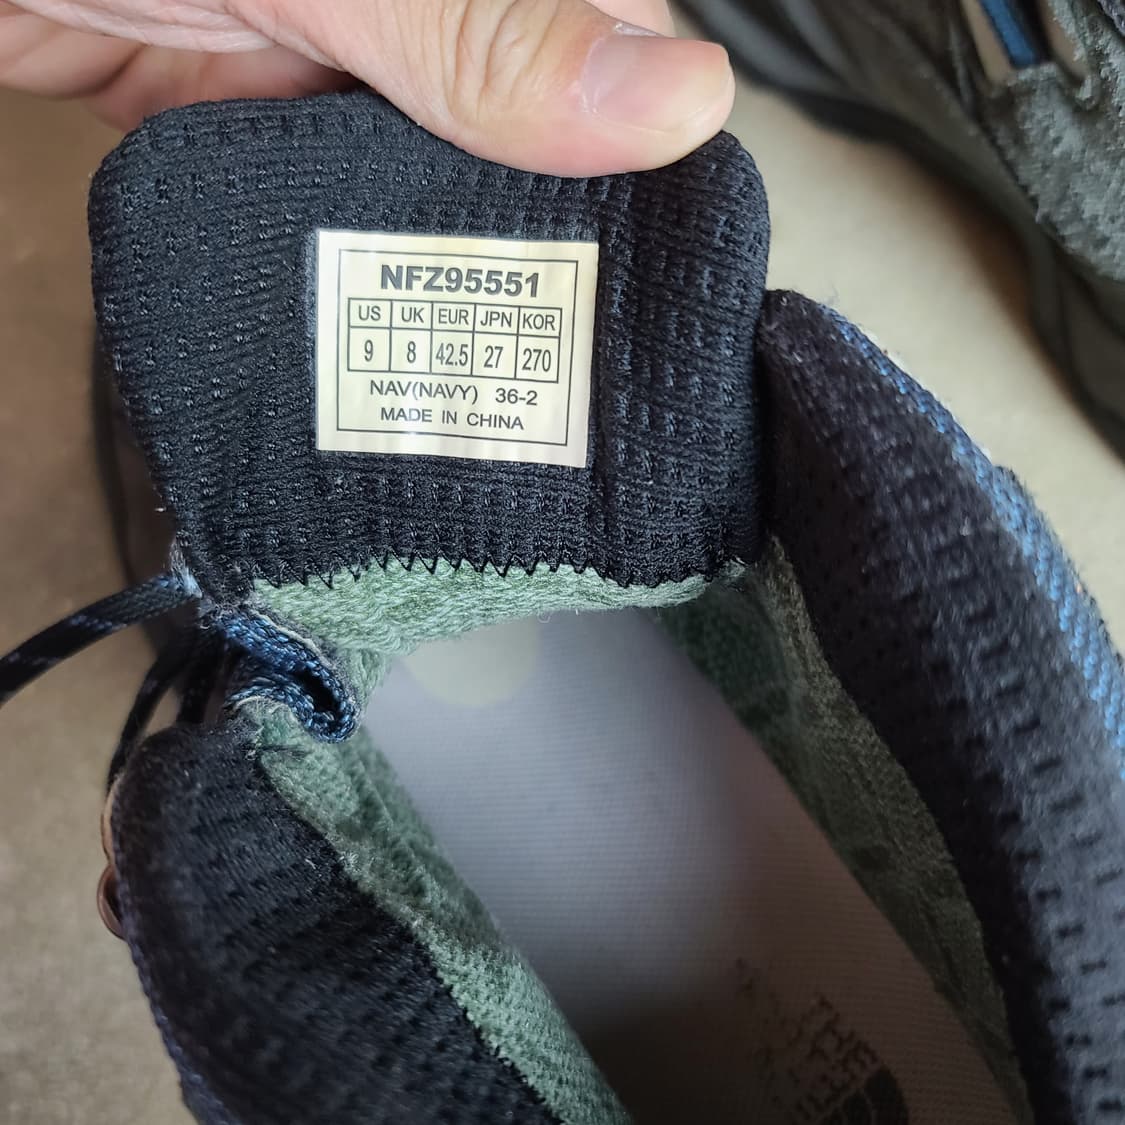 NFZ95551
US UK EUR JPN KOR
9 8 42.5 27 270
NAV(NAVY) 36-2
MADE IN CHINA
THE